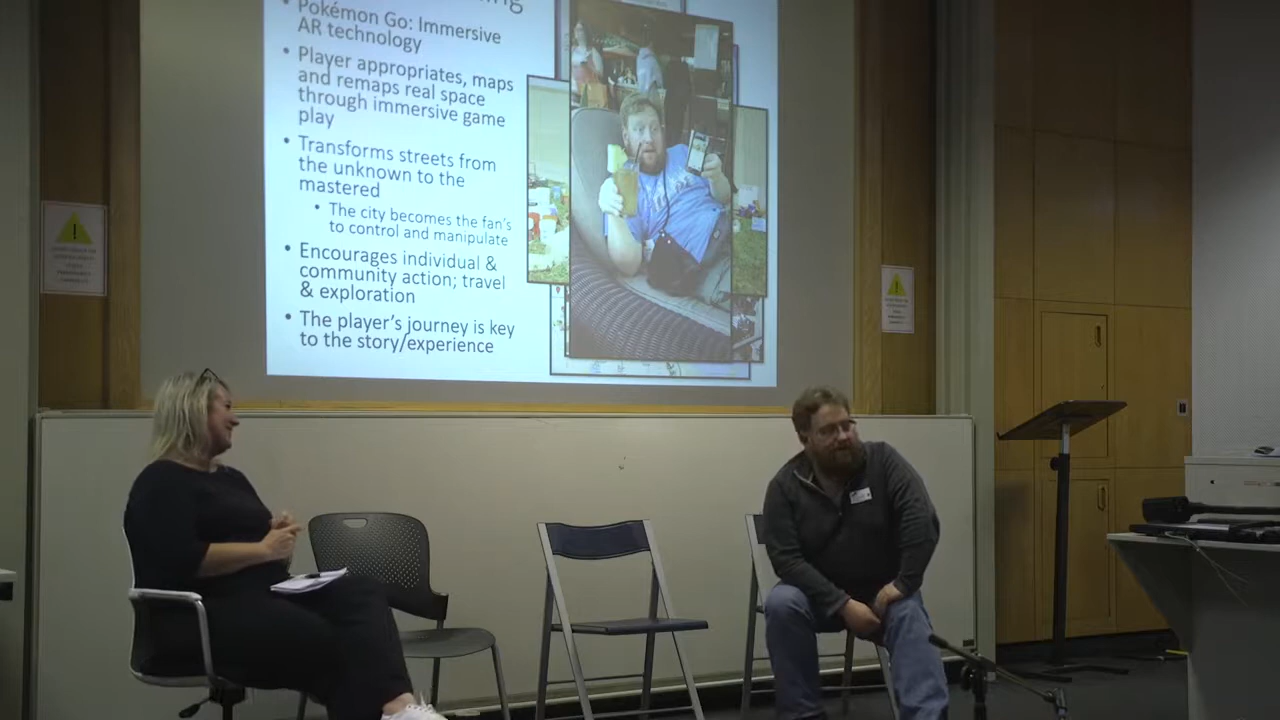 • Pokémon Go: Immersive
AR technology
• Player appropriates, maps
and remaps real space
through immersive game
play
• Transforms streets from
the unknown to the
mastered
• The city becomes the fan's
to control and manipulate
• Encourages individual &
community action; travel
& exploration
• The player's journey is key
to the story/experience